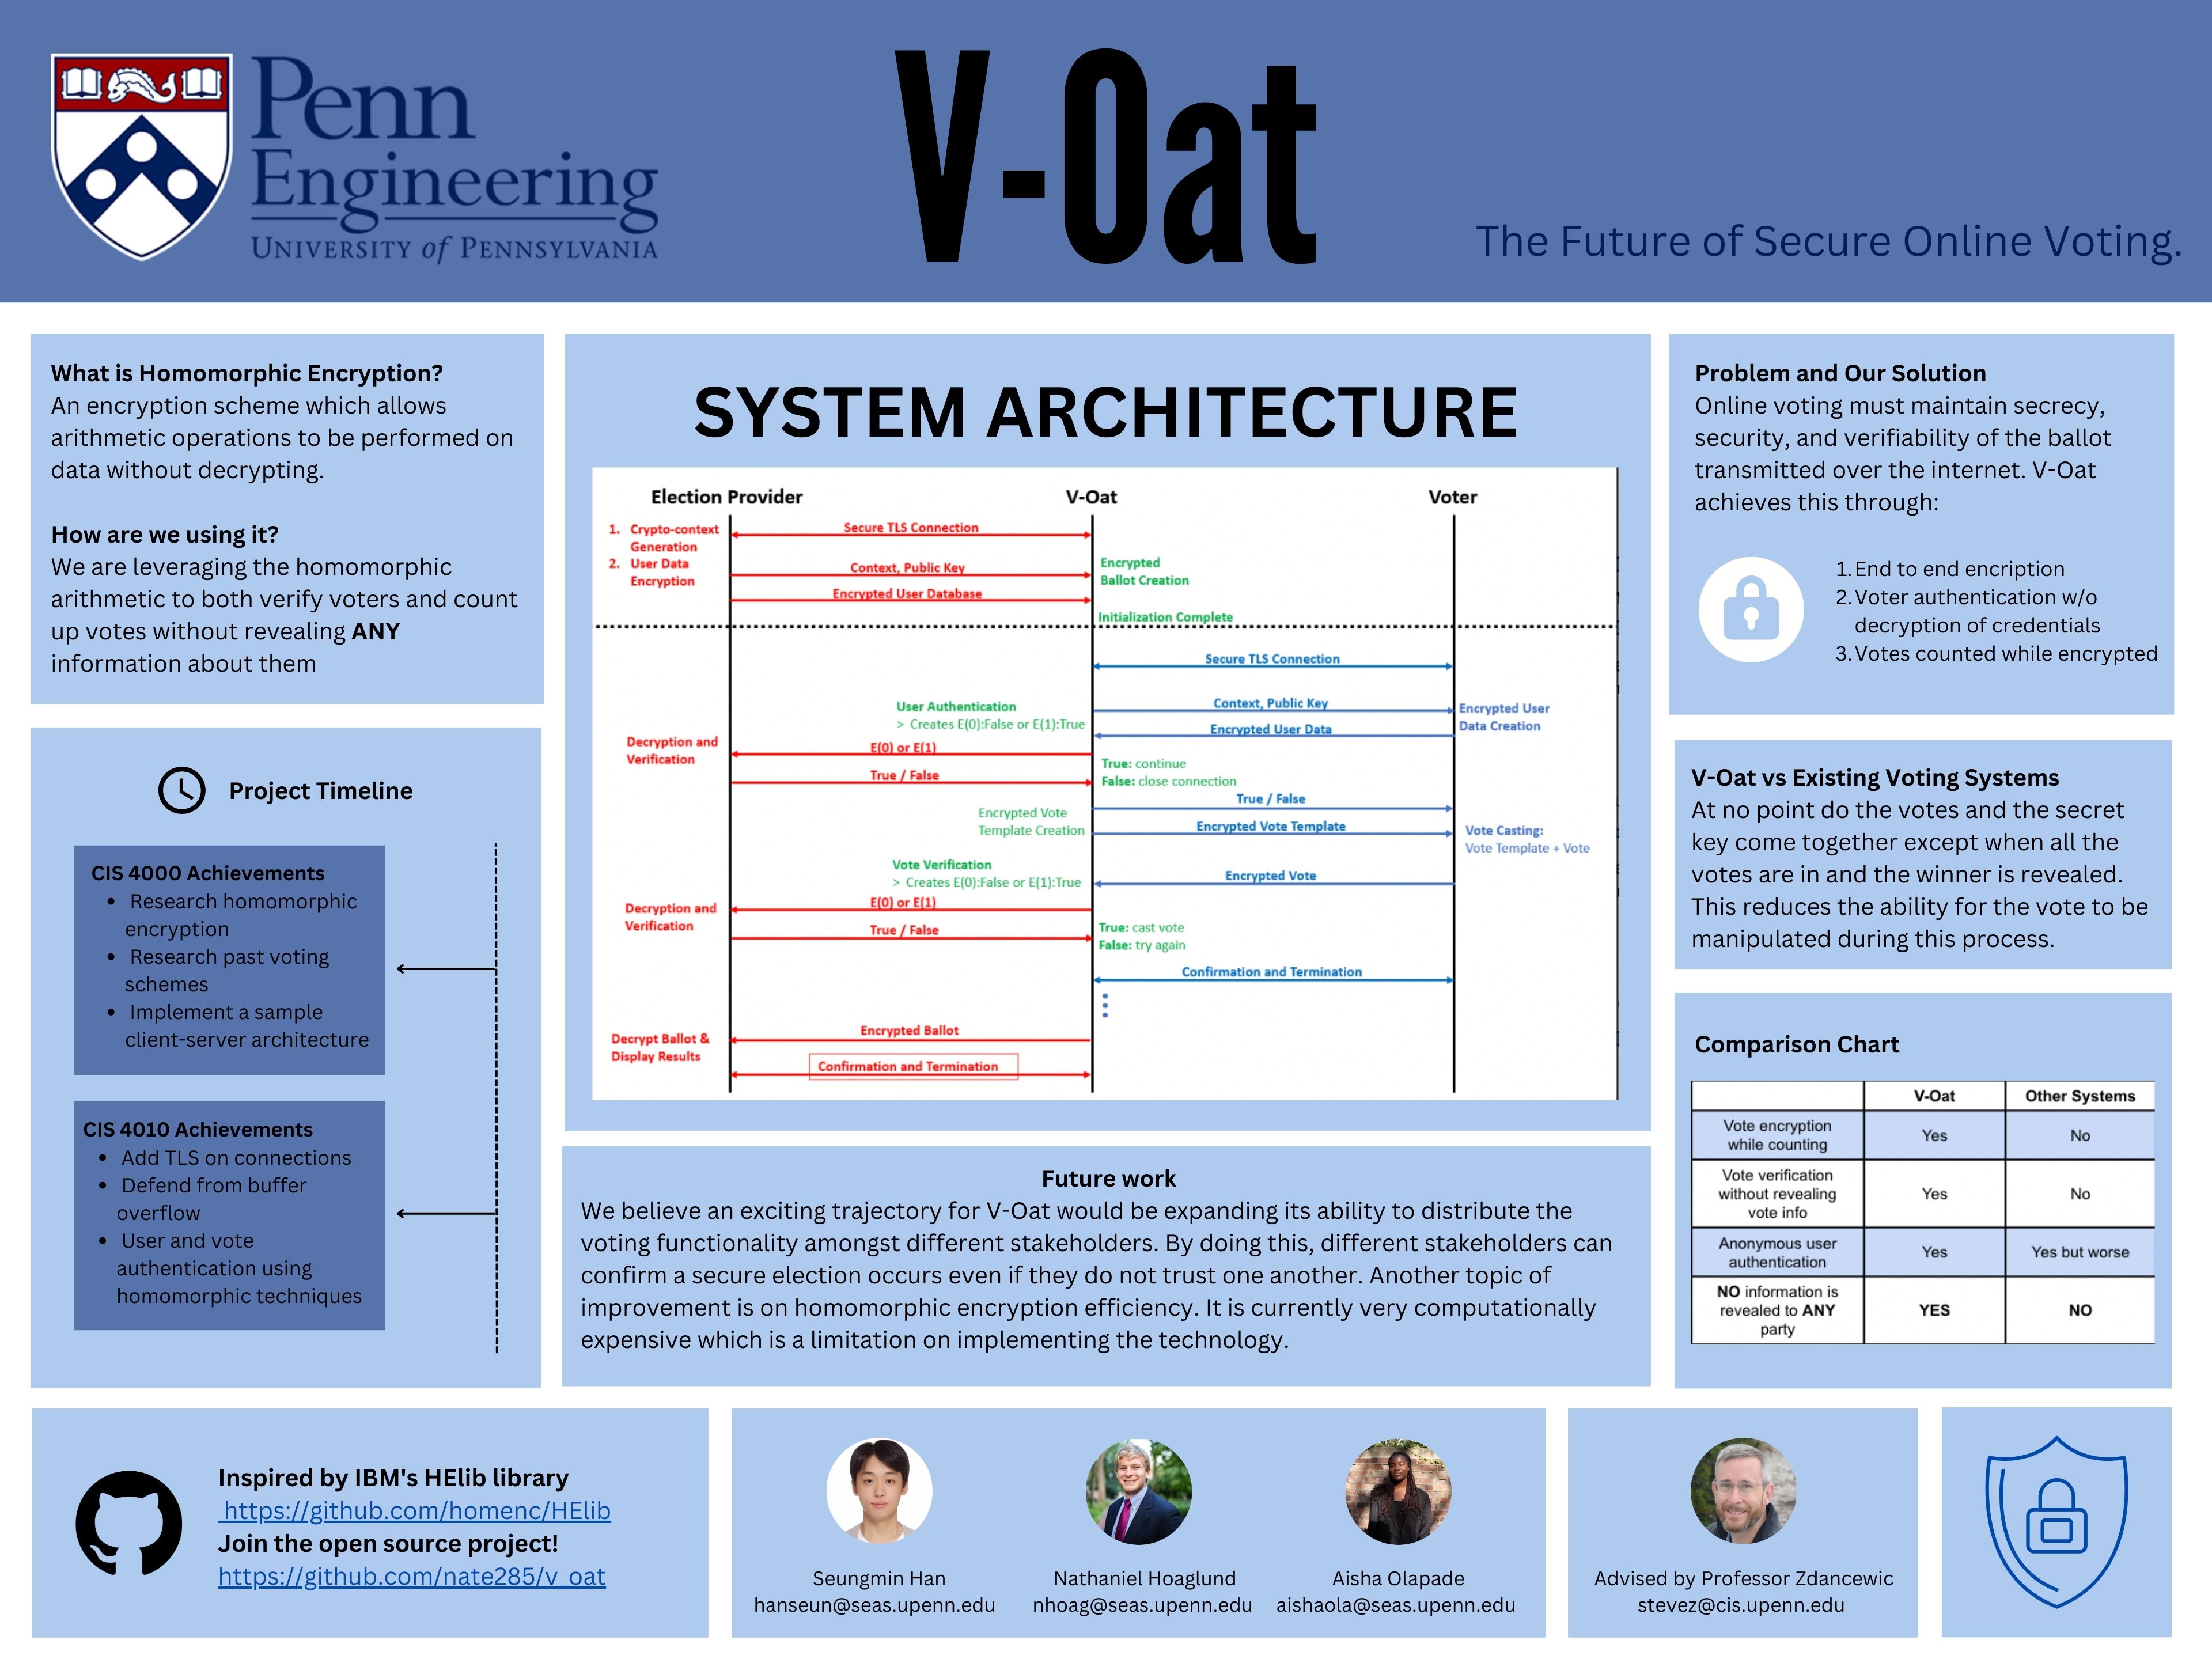 Penn
Engineering
UNIVERSITY of PENNSYLVANIA
V-Oat
The Future of Secure Online Voting.
What is Homomorphic Encryption?
An encryption scheme which allows
arithmetic operations to be performed on
data without decrypting.
How are we using it?
We are leveraging the homomorphic
arithmetic to both verify voters and count
up votes without revealing ANY
information about them
Project Timeline
CIS 4000 Achievements
• Research homomorphic
encryption
• Research past voting
schemes
• Implement a sample
client-server architecture
CIS 4010 Achievements
• Add TLS on connections
• Defend from buffer
overflow
• User and vote
authentication using
homomorphic techniques
SYSTEM ARCHITECTURE
Election Provider V-Oat Voter
1. Crypto-context
Generation
2. User Data
Encryption
Secure TLS Connection
Context, Public Key
Encrypted User Database
Encrypted
Ballot Creation
Initialization Complete
Secure TLS Connection
User Authentication
> Creates E(0):False or E(1):True
Context, Public Key
Encrypted User Data
Encrypted User
Data Creation
Decryption and
Verification
E(0) or E(1)
True / False
True: continue
False: close connection
True / False
Encrypted Vote
Template Creation
Encrypted Vote Template
Vote Casting:
Vote Template + Vote
Vote Verification
> Creates E(0):False or E(1):True
Encrypted Vote
Decryption and
Verification
E(0) or E(1)
True / False
True: cast vote
False: try again
Confirmation and Termination
Decrypt Ballot &
Display Results
Encrypted Ballot
Confirmation and Termination
Future work
We believe an exciting trajectory for V-Oat would be expanding its ability to distribute the
voting functionality amongst different stakeholders. By doing this, different stakeholders can
confirm a secure election occurs even if they do not trust one another. Another topic of
improvement is on homomorphic encryption efficiency. It is currently very computationally
expensive which is a limitation on implementing the technology.
Problem and Our Solution
Online voting must maintain secrecy,
security, and verifiability of the ballot
transmitted over the internet. V-Oat
achieves this through:
1. End to end encription
2. Voter authentication w/o
decryption of credentials
3. Votes counted while encrypted
V-Oat vs Existing Voting Systems
At no point do the votes and the secret
key come together except when all the
votes are in and the winner is revealed.
This reduces the ability for the vote to be
manipulated during this process.
Comparison Chart
V-Oat Other Systems
Vote encryption
while counting
Yes No
Vote verification
without revealing
vote info
Yes No
Anonymous user
authentication
Yes Yes but worse
NO information is
revealed to ANY
party
YES NO
Inspired by IBM's HElib library
https://github.com/homenc/HElib
Join the open source project!
https://github.com/nate285/v_oat
Seungmin Han
hanseun@seas.upenn.edu
Nathaniel Hoaglund
nhoag@seas.upenn.edu
Aisha Olapade
aishaola@seas.upenn.edu
Advised by Professor Zdancewic
stevez@cis.upenn.edu